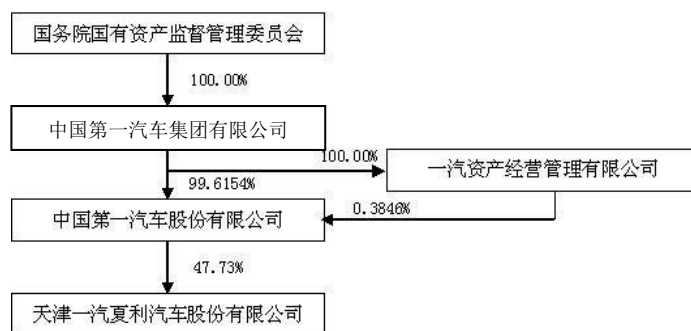 国务院国有资产监督管理委员会
100.00%
中国第一汽车集团有限公司
100.00%
一汽资产经营管理有限公司
99.6154%
0.3846%
中国第一汽车股份有限公司
47.73%
天津一汽夏利汽车股份有限公司